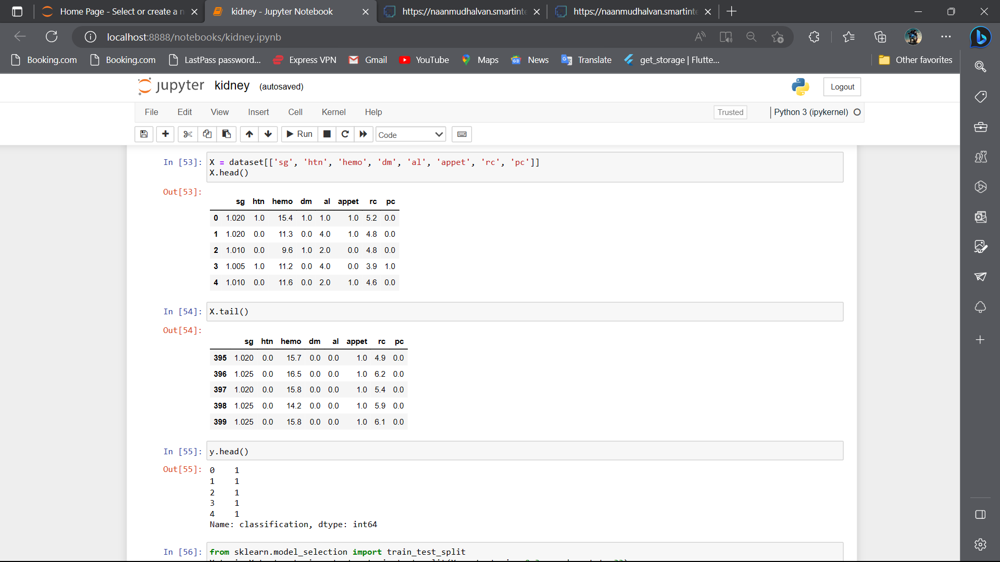 Home Page - Select or create a n
kidney - Jupyter Notebook
https://naanmudhalvan.smartinte
https://naanmudhalvan.smartinte
localhost:8888/notebooks/kidney.ipynb
Booking.com
Booking.com
LastPass password...
Express VPN
Gmail
YouTube
Maps
News
Translate
get_storage | Flutte...
Other favorites
jupyter kidney (autosaved)
Logout
File Edit View Insert Cell Kernel Help
Trusted
Python 3 (ipykernel)
Run
Code
In [53]: X = dataset[['sg', 'htn', 'hemo', 'dm', 'al', 'appet', 'rc', 'pc']]
X.head()
Out[53]:
sg htn hemo dm al appet rc pc
0 1.020 1.0 15.4 1.0 1.0 1.0 5.2 0.0
1 1.020 0.0 11.3 0.0 4.0 1.0 4.8 0.0
2 1.010 0.0 9.6 1.0 2.0 0.0 4.8 0.0
3 1.005 1.0 11.2 0.0 4.0 0.0 3.9 1.0
4 1.010 0.0 11.6 0.0 2.0 1.0 4.6 0.0
In [54]: X.tail()
Out[54]:
sg htn hemo dm al appet rc pc
395 1.020 0.0 15.7 0.0 0.0 1.0 4.9 0.0
396 1.025 0.0 16.5 0.0 0.0 1.0 6.2 0.0
397 1.020 0.0 15.8 0.0 0.0 1.0 5.4 0.0
398 1.025 0.0 14.2 0.0 0.0 1.0 5.9 0.0
399 1.025 0.0 15.8 0.0 0.0 1.0 6.1 0.0
In [55]: y.head()
Out[55]: 0 1
1 1
2 1
3 1
4 1
Name: classification, dtype: int64
In [56]: from sklearn.model_selection import train_test_split